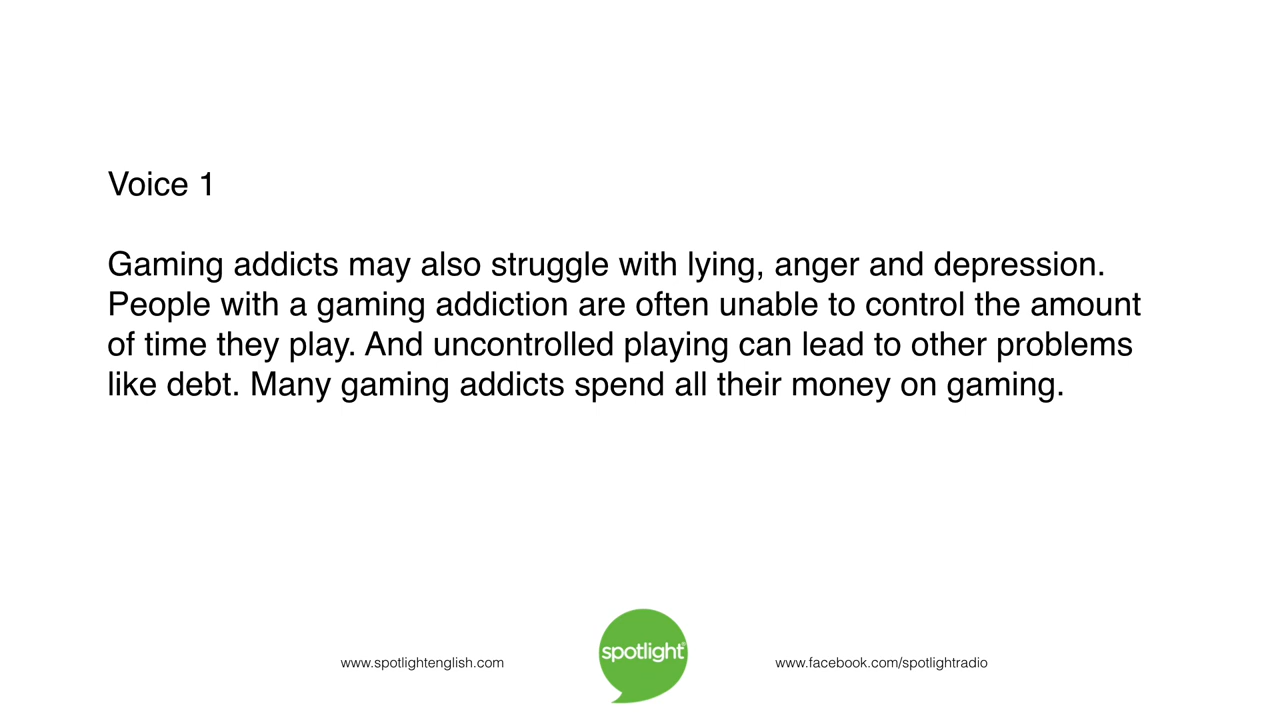 Voice 1
Gaming addicts may also struggle with lying, anger and depression.
People with a gaming addiction are often unable to control the amount
of time they play. And uncontrolled playing can lead to other problems
like debt. Many gaming addicts spend all their money on gaming.
www.spotlightenglish.com
spotlight®
www.facebook.com/spotlightradio